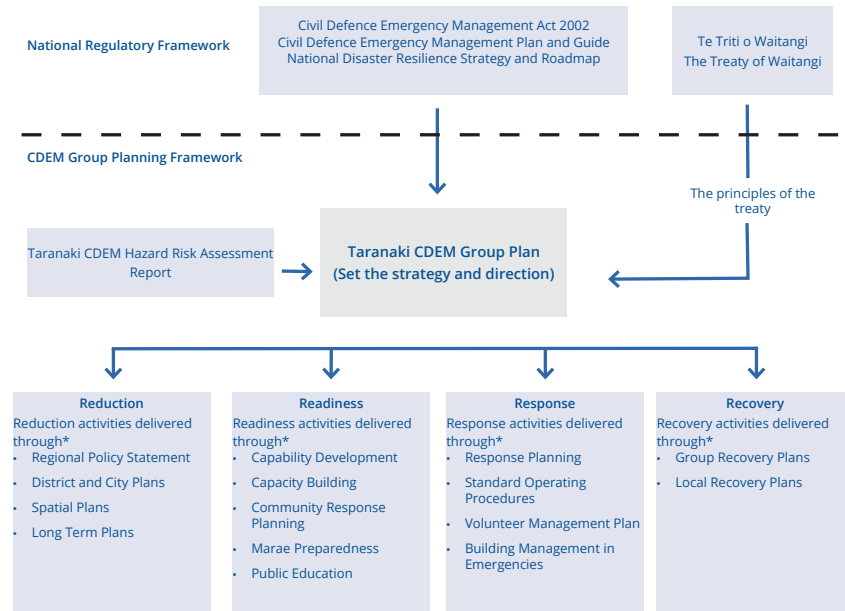 National Regulatory Framework
Civil Defence Emergency Management Act 2002
Civil Defence Emergency Management Plan and Guide
National Disaster Resilience Strategy and Roadmap
Te Triti o Waitangi
The Treaty of Waitangi
CDEM Group Planning Framework
The principles of the
treaty
Taranaki CDEM Hazard Risk Assessment
Report
Taranaki CDEM Group Plan
(Set the strategy and direction)
Reduction
Reduction activities delivered
through*
• Regional Policy Statement
• District and City Plans
• Spatial Plans
• Long Term Plans
Readiness
Readiness activities delivered
through*
• Capability Development
• Capacity Building
• Community Response
Planning
• Marae Preparedness
• Public Education
Response
Response activities delivered
through*
• Response Planning
• Standard Operating
Procedures
• Volunteer Management Plan
• Building Management in
Emergencies
Recovery
Recovery activities delivered
through*
• Group Recovery Plans
• Local Recovery Plans